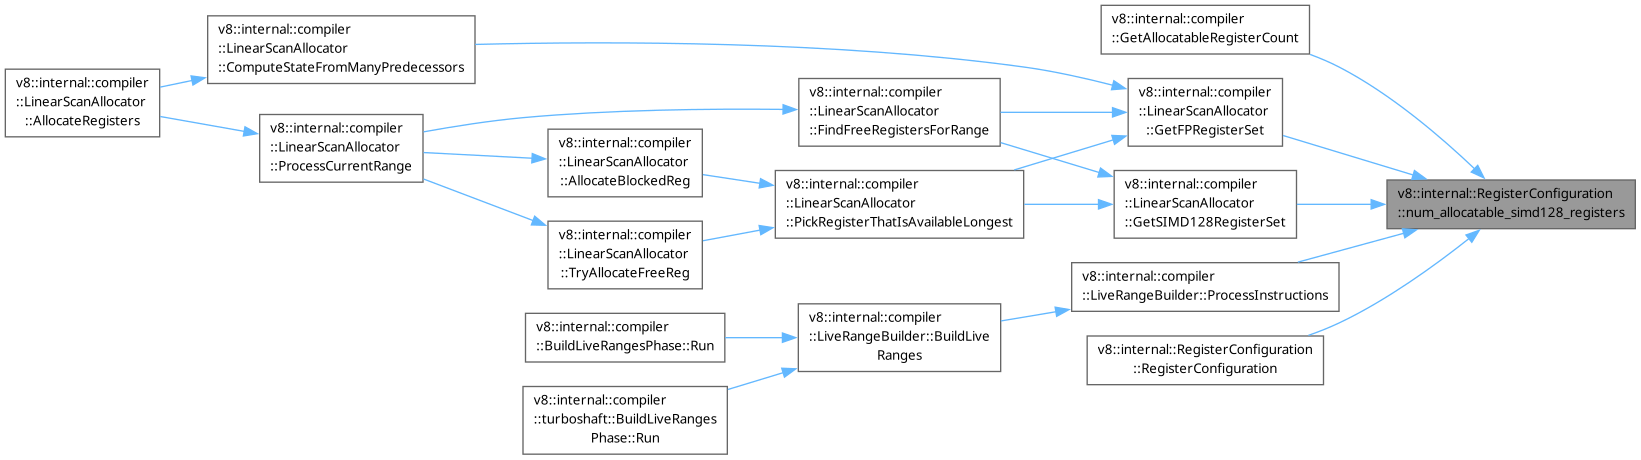 v8::internal::compiler
::LinearScanAllocator
::AllocateRegisters
v8::internal::compiler
::LinearScanAllocator
::ComputeStateFromManyPredecessors
v8::internal::compiler
::LinearScanAllocator
::ProcessCurrentRange
v8::internal::compiler
::LinearScanAllocator
::AllocateBlockedReg
v8::internal::compiler
::LinearScanAllocator
::TryAllocateFreeReg
v8::internal::compiler
::BuildLiveRangesPhase::Run
v8::internal::compiler
::turboshaft::BuildLiveRanges
Phase::Run
v8::internal::compiler
::LinearScanAllocator
::FindFreeRegistersForRange
v8::internal::compiler
::LinearScanAllocator
::PickRegisterThatIsAvailableLongest
v8::internal::compiler
::LiveRangeBuilder::BuildLive
Ranges
v8::internal::compiler
::GetAllocatableRegisterCount
v8::internal::compiler
::LinearScanAllocator
::GetFPRegisterSet
v8::internal::compiler
::LinearScanAllocator
::GetSIMD128RegisterSet
v8::internal::compiler
::LiveRangeBuilder::ProcessInstructions
v8::internal::RegisterConfiguration
::RegisterConfiguration
v8::internal::RegisterConfiguration
::num_allocatable_simd128_registers